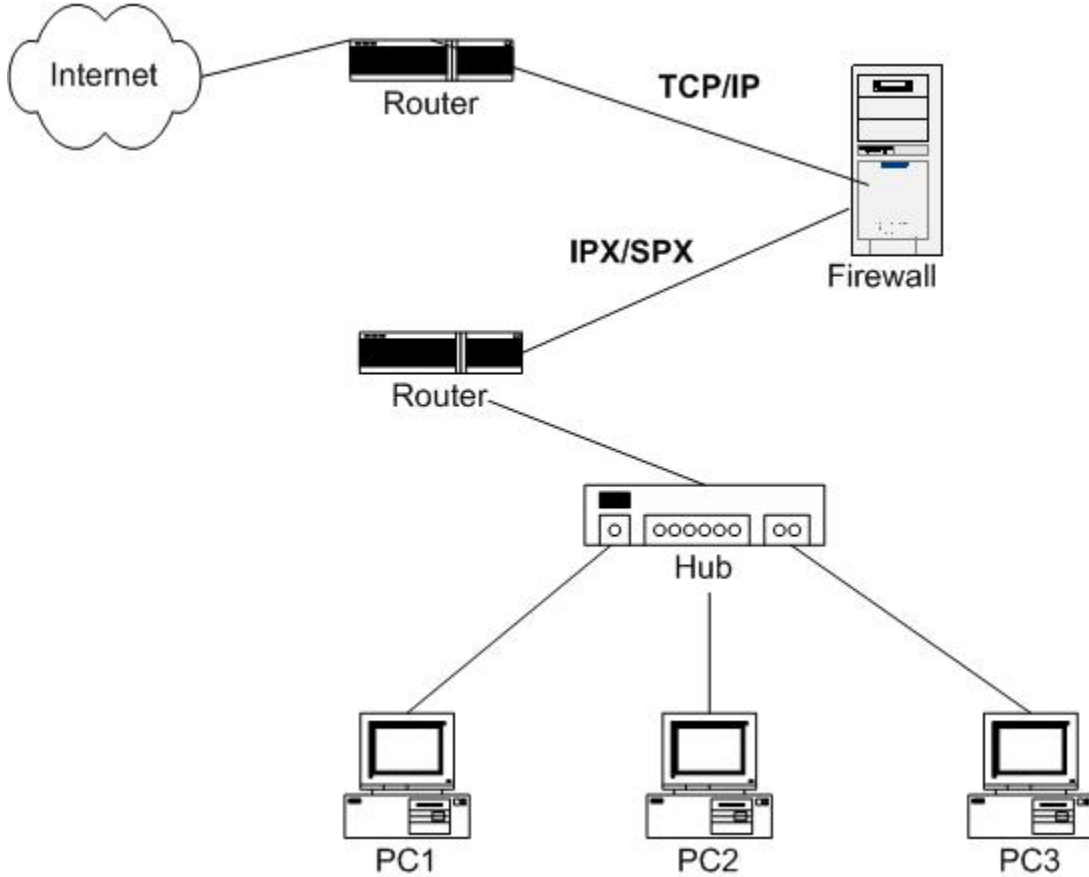 Internet
Router
TCP/IP
Firewall
IPX/SPX
Router
Hub
PC1
PC2
PC3